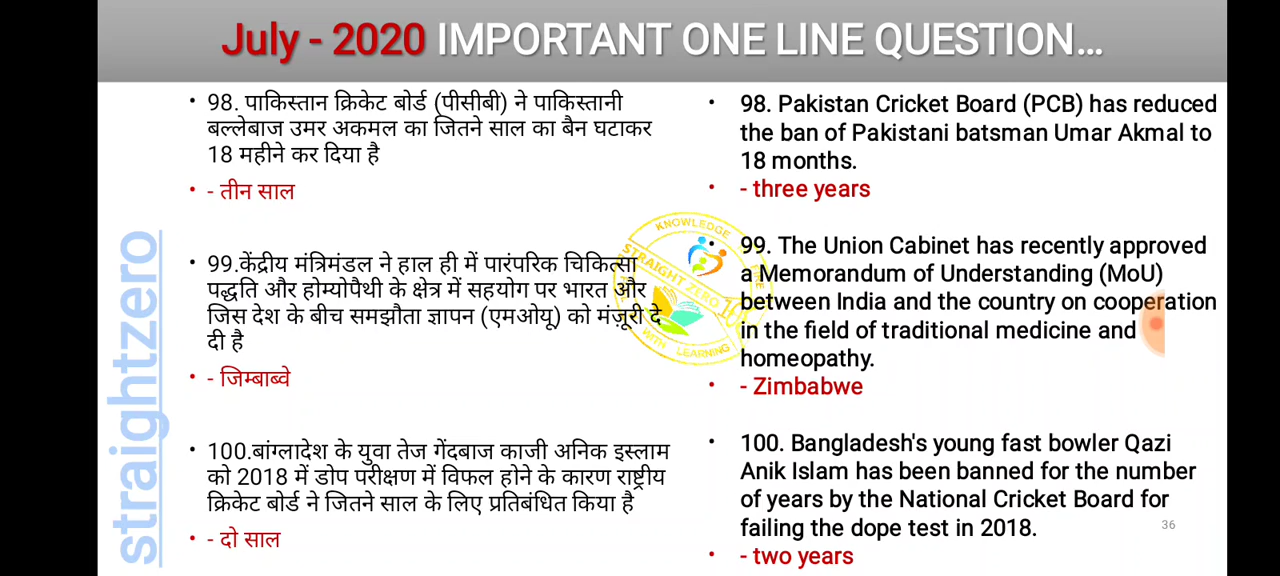 July - 2020 IMPORTANT ONE LINE QUESTION...
• 98. पाकिस्तान क्रिकेट बोर्ड (पीसीबी) ने पाकिस्तानी
बल्लेबाज उमर अकमल का जितने साल का बैन घटाकर
18 महीने कर दिया है
• - तीन साल
• 99.केंद्रीय मंत्रिमंडल ने हाल ही में पारंपरिक चिकित्सा
पद्धति और होम्योपैथी के क्षेत्र में सहयोग पर भारत और
जिस देश के बीच समझौता ज्ञापन (एमओयू) को मंजूरी दे
दी है
• - जिम्बाब्वे
• 100.बांग्लादेश के युवा तेज गेंदबाज काजी अनिक इस्लाम
को 2018 में डोप परीक्षण में विफल होने के कारण राष्ट्रीय
क्रिकेट बोर्ड ने जितने साल के लिए प्रतिबंधित किया है
• - दो साल
• 98. Pakistan Cricket Board (PCB) has reduced
the ban of Pakistani batsman Umar Akmal to
18 months.
• - three years
• 99. The Union Cabinet has recently approved
a Memorandum of Understanding (MoU)
between India and the country on cooperation
in the field of traditional medicine and
homeopathy.
• - Zimbabwe
• 100. Bangladesh's young fast bowler Qazi
Anik Islam has been banned for the number
of years by the National Cricket Board for
failing the dope test in 2018.
• - two years
36
straightzero
KNOWLEDGE
STRAIGHT ZERO
WITH LEARNING